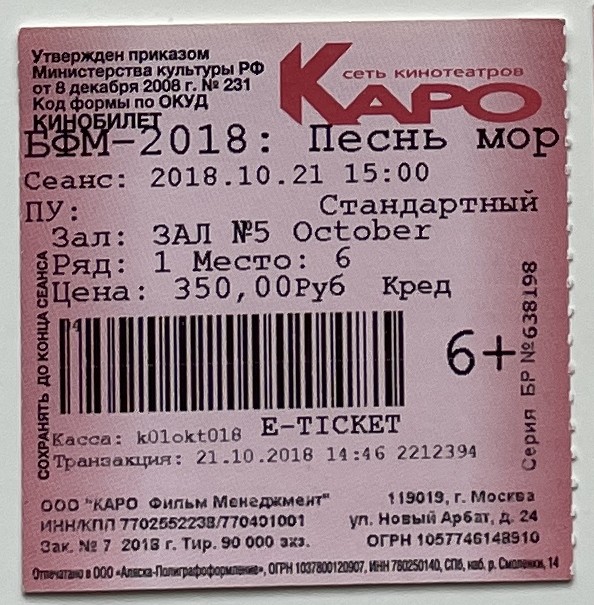 Утвержден приказом
Министерства культуры РФ
от 8 декабря 2008 г. № 231
Код формы по ОКУД
КИНОБИЛЕТ
сеть кинотеатров
КАРО
БФМ-2018: Песнь мор
Сеанс: 2018.10.21 15:00
ПУ: Стандартный
Зал: ЗАЛ №5 October
Ряд: 1 Место: 6
Цена: 350,00Руб Кред
СОХРАНЯТЬ ДО КОНЦА СЕАНСА
6+
Серия БР №638198
E-TICKET
Касса: k01okt018
Транзакция: 21.10.2018 14:46 2212394
ООО "КАРО Фильм Менеджмент" 119019, г. Москва
ИНН/КПП 7702552238/770401001 ул. Новый Арбат, д. 24
Зак. № 7 2018 г. Тир. 90 000 экз. ОГРН 1057746148910
Отпечатано в ООО «Аляска-Полиграфоформление», ОГРН 1037800120907, ИНН 780250140, СПб, наб. р. Смоленки, 14